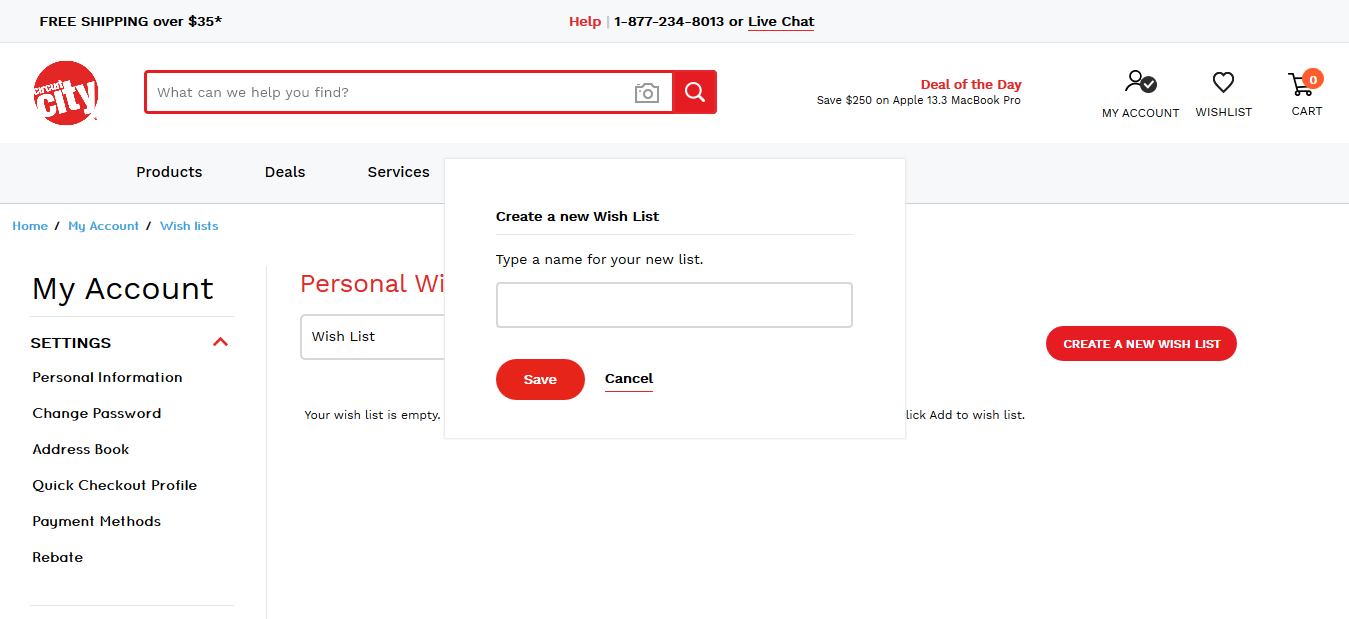 FREE SHIPPING over $35*
Help | 1-877-234-8013 or Live Chat
circuit city
What can we help you find?
Deal of the Day
Save $250 on Apple 13.3 MacBook Pro
MY ACCOUNT
WISHLIST
0
CART
Products
Deals
Services
Home / My Account / Wish lists
My Account
SETTINGS
Personal Information
Change Password
Address Book
Quick Checkout Profile
Payment Methods
Rebate
Personal Wi
Wish List
CREATE A NEW WISH LIST
Your wish list is empty.
lick Add to wish list.
Create a new Wish List
Type a name for your new list.
Save
Cancel